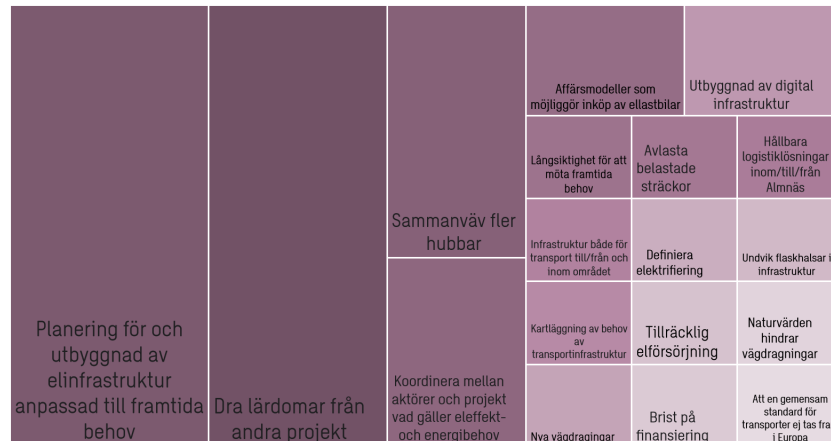 Planering för och
utbyggnad av
elinfrastruktur
anpassad till framtida
behov
Dra lärdomar från
andra projekt
Sammanväv fler
hubbar
Koordinera mellan
aktörer och projekt
vad gäller eleffekt-
och energibehov
Affärsmodeller som
möjliggör inköp av ellastbilar
Utbyggnad av digital
infrastruktur
Långsiktighet för att
möta framtida
behov
Avlasta
belastade
sträckor
Hållbara
logistiklösningar
inom/till/från
Almnäs
Infrastruktur både för
transport till/från och
inom området
Definiera
elektrifiering
Undvik flaskhalsar i
infrastruktur
Kartläggning av behov
av
transportinfrastruktur
Tillräcklig
elförsörjning
Naturvärden
hindrar
vägdragningar
Nya vägdragingar
Brist på
finansiering
Att en gemensam
standard för
transporter ej tas fra
i Europa